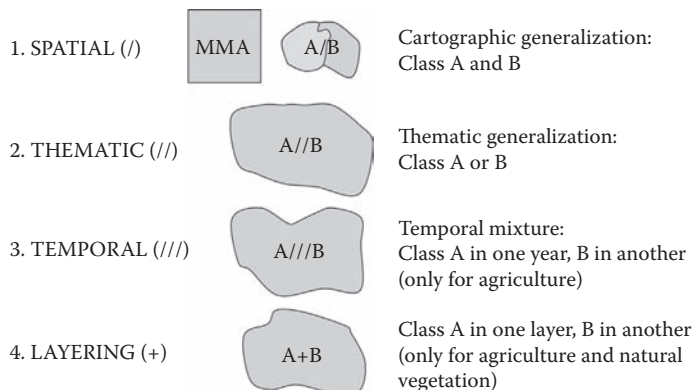 1. SPATIAL (/) MMA A/B Cartographic generalization:
Class A and B
2. THEMATIC (//) A//B Thematic generalization:
Class A or B
3. TEMPORAL (///) A///B Temporal mixture:
Class A in one year, B in another
(only for agriculture)
4. LAYERING (+) A+B Class A in one layer, B in another
(only for agriculture and natural
vegetation)